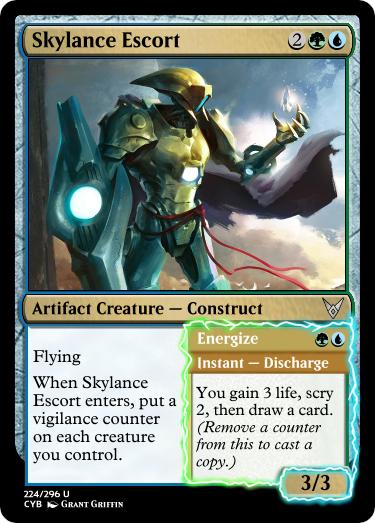 Skylance Escort 2
Artifact Creature — Construct
Flying
When Skylance
Escort enters, put a
vigilance counter
on each creature
you control.
Energize
Instant — Discharge
You gain 3 life, scry
2, then draw a card.
(Remove a counter
from this to cast a
copy.)
3/3
224/296 U
CYB GRANT GRIFFIN